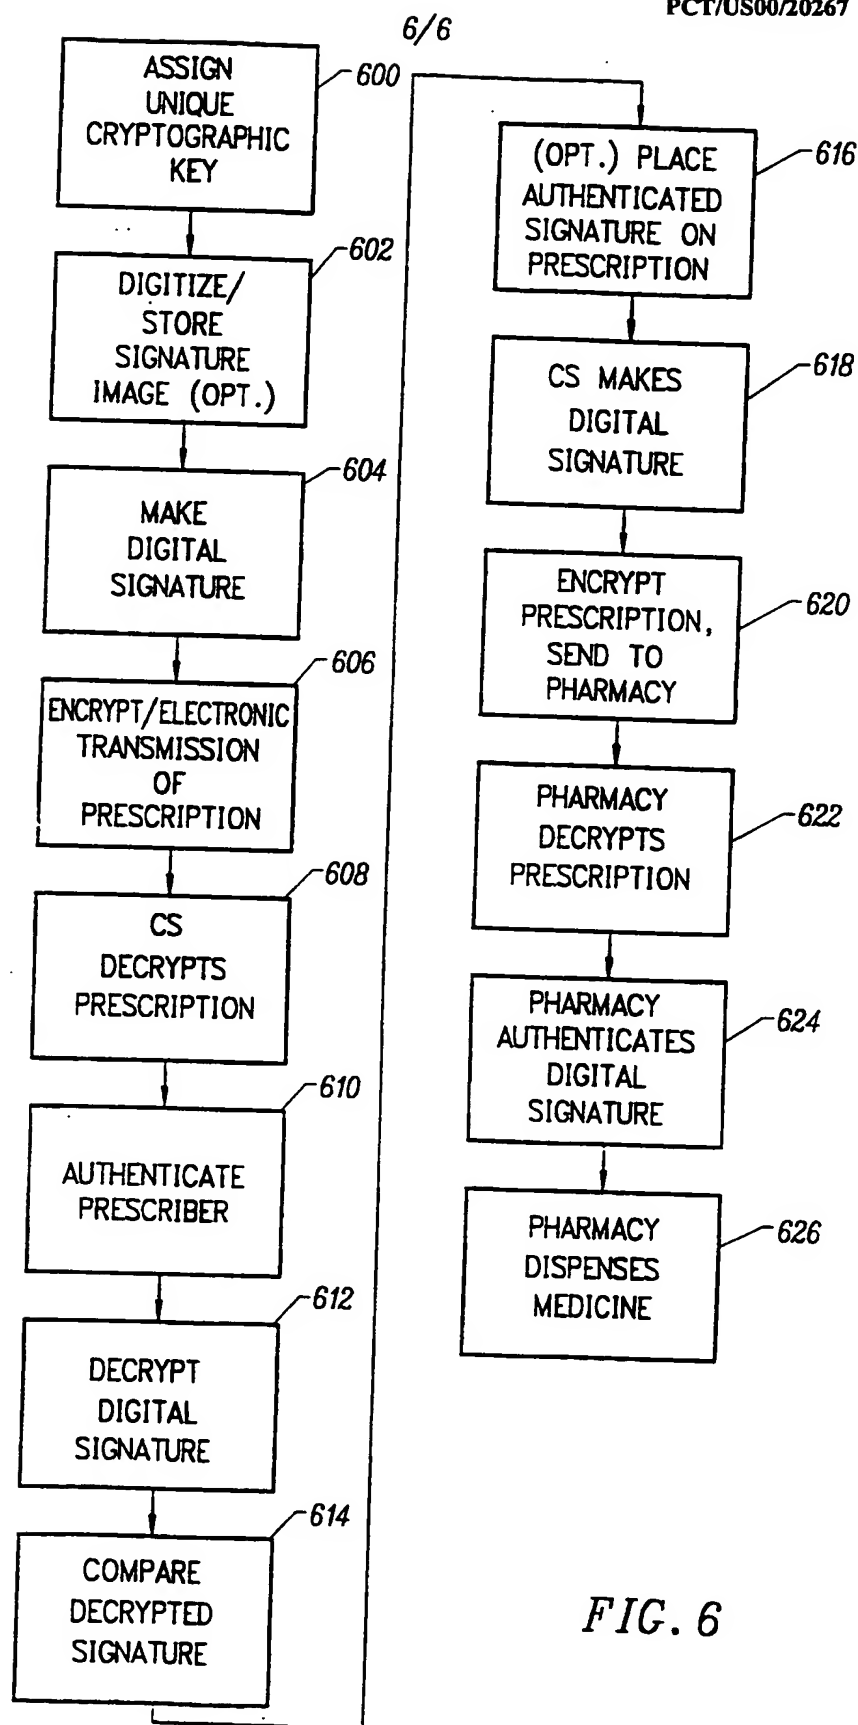 PCT/US00/20267
6/6
ASSIGN
UNIQUE
CRYPTOGRAPHIC
KEY
600
DIGITIZE/
STORE
SIGNATURE
IMAGE (OPT.)
602
MAKE
DIGITAL
SIGNATURE
604
ENCRYPT/ELECTRONIC
TRANSMISSION
OF
PRESCRIPTION
606
CS
DECRYPTS
PRESCRIPTION
608
AUTHENTICATE
PRESCRIBER
610
DECRYPT
DIGITAL
SIGNATURE
612
COMPARE
DECRYPTED
SIGNATURE
614
(OPT.) PLACE
AUTHENTICATED
SIGNATURE ON
PRESCRIPTION
616
CS MAKES
DIGITAL
SIGNATURE
618
ENCRYPT
PRESCRIPTION,
SEND TO
PHARMACY
620
PHARMACY
DECRYPTS
PRESCRIPTION
622
PHARMACY
AUTHENTICATES
DIGITAL
SIGNATURE
624
PHARMACY
DISPENSES
MEDICINE
626
FIG. 6